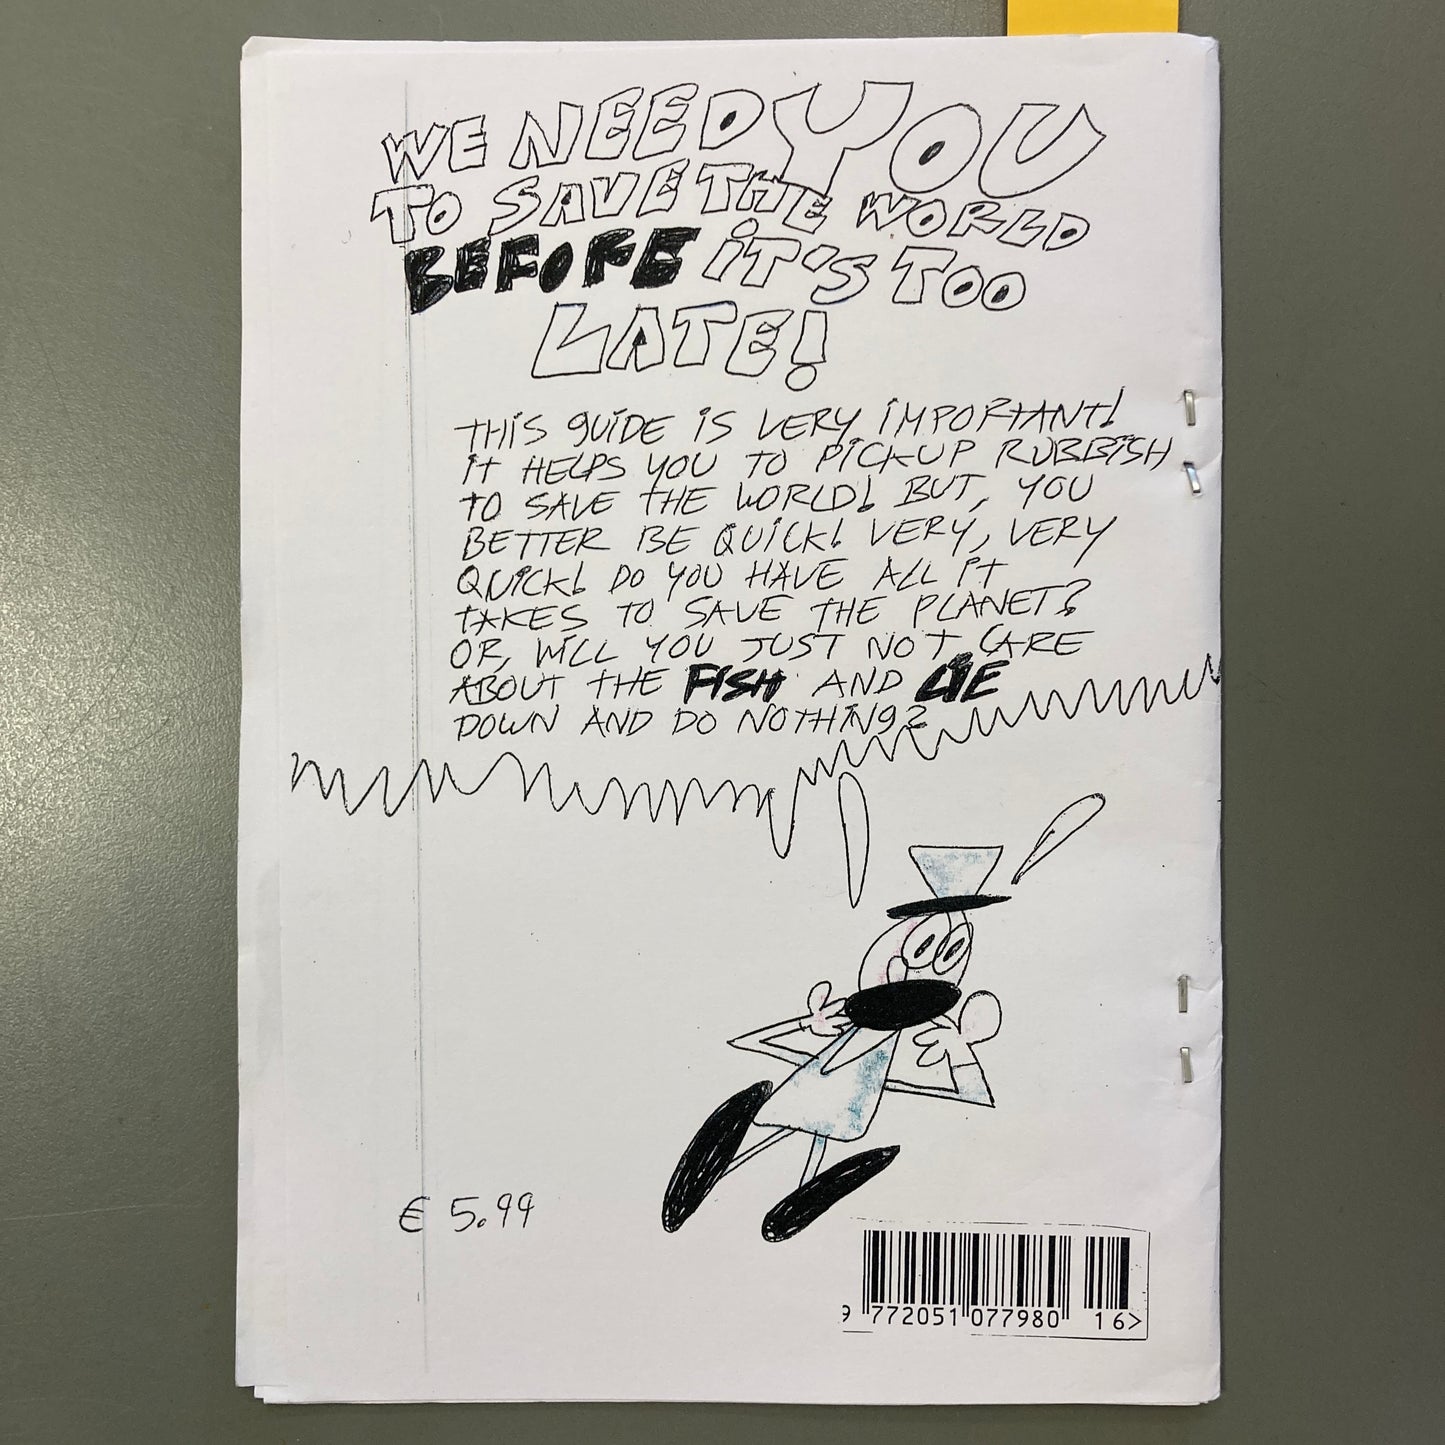 WE NEED YOU
TO SAVE THE WORLD
BEFORE iT'S TOO
LATE!
THiS GUiDE iS VERY iMPORTANT!
iT HELPS YOU TO PiCK UP RUBBiSH
TO SAVE THE WORLD! BUT, YOU
BETTER BE QUiCK! VERY, VERY
QUiCK! DO YOU HAVE ALL iT
TAKES TO SAVE THE PLANET?
OR, WiLL YOU JUST NOT CARE
ABOUT THE FiSH AND LiE
DOWN AND DO NOTHiNG?
€ 5.99
9 772051 077980 16>